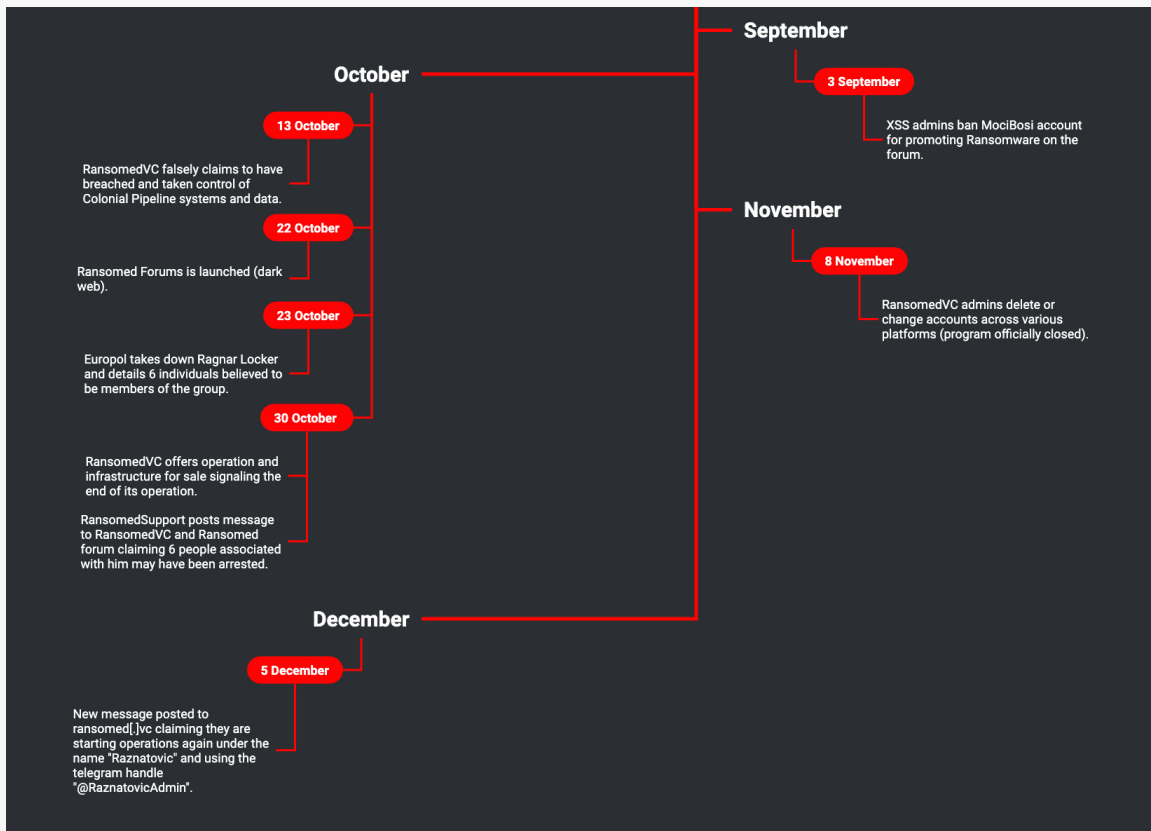 September
3 September
XSS admins ban MociBosi account
for promoting Ransomware on the
forum.
October
13 October
RansomedVC falsely claims to have
breached and taken control of
Colonial Pipeline systems and data.
22 October
Ransomed Forums is launched (dark
web).
23 October
Europol takes down Ragnar Locker
and details 6 individuals believed to
be members of the group.
30 October
RansomedVC offers operation and
infrastructure for sale signaling the
end of its operation.
RansomedSupport posts message
to RansomedVC and Ransomed
forum claiming 6 people associated
with him may have been arrested.
November
8 November
RansomedVC admins delete or
change accounts across various
platforms (program officially closed).
December
5 December
New message posted to
ransomed[.]vc claiming they are
starting operations again under the
name "Raznatovic" and using the
telegram handle
"@RaznatovicAdmin".